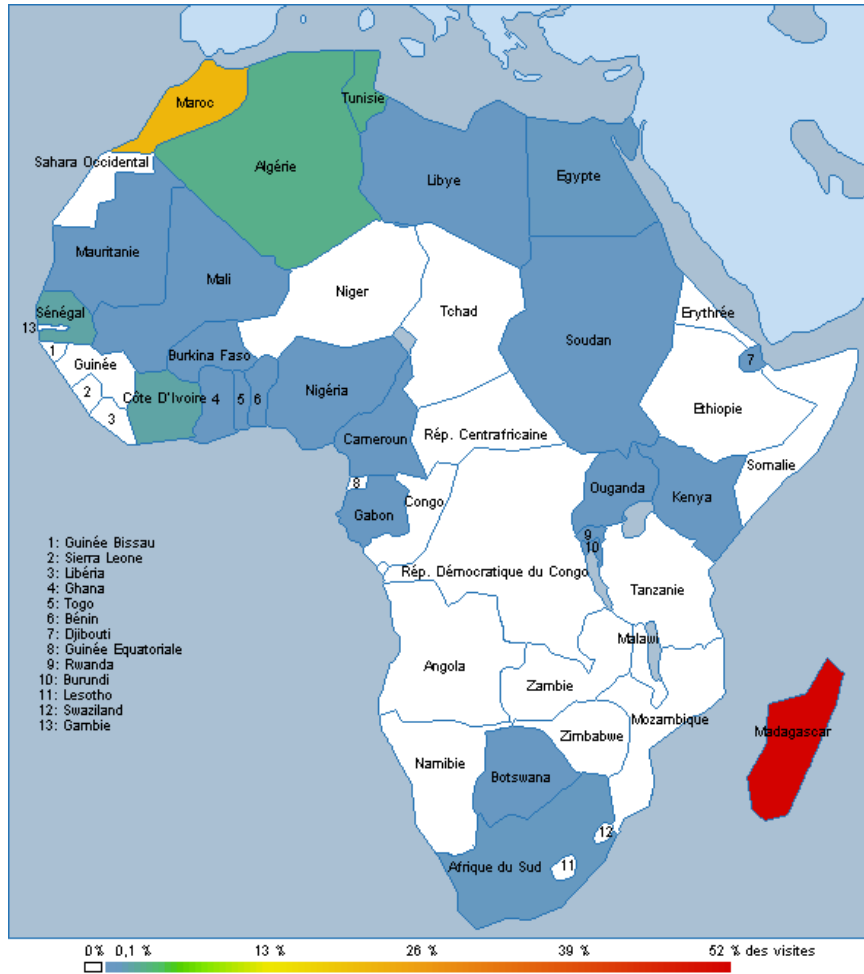 Maroc
Tunisie
Sahara Occidental
Algérie
Libye
Egypte
Mauritanie
Mali
Niger
Tchad
Erythrée
Sénégal
13
Soudan
1
Guinée
Burkina Faso
7
2
Côte D'Ivoire
4
5
6
Nigéria
Ethiopie
3
Cameroun
Rép. Centrafricaine
Somalie
8
Ouganda
Kenya
Gabon
Congo
9
10
Rép. Démocratique du Congo
Tanzanie
1: Guinée Bissau
2: Sierra Leone
3: Libéria
4: Ghana
5: Togo
6: Bénin
7: Djibouti
8: Guinée Equatoriale
9: Rwanda
10: Burundi
11: Lesotho
12: Swaziland
13: Gambie
Malawi
Angola
Zambie
Mozambique
Madagascar
Zimbabwe
Namibie
Botswana
12
Afrique du Sud
11
0% 0,1 % 13 % 26 % 39 % 52 % des visites